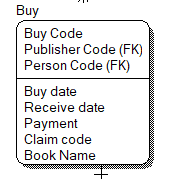 Buy
Buy Code
Publisher Code (FK)
Person Code (FK)
Buy date
Receive date
Payment
Claim code
Book Name